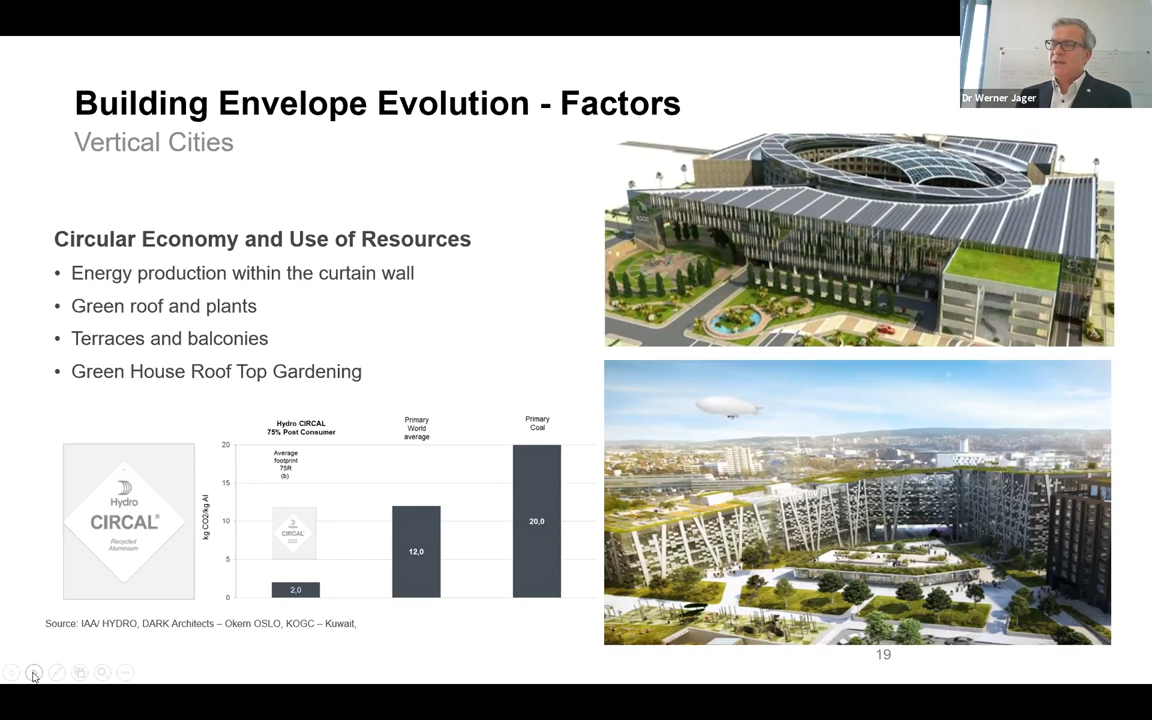 Dr Werner Jager
Building Envelope Evolution - Factors
Vertical Cities
Circular Economy and Use of Resources
• Energy production within the curtain wall
• Green roof and plants
• Terraces and balconies
• Green House Roof Top Gardening
Hydro
CIRCAL®
Recycled
Aluminium
kg CO2/kg Al
20
15
10
5
0
Hydro CIRCAL
75% Post Consumer
Average
footprint
75R
(b)
Hydro
CIRCAL
2,0
Primary
World
average
12,0
Primary
Coal
20,0
KOGC
Source: IAA/ HYDRO, DARK Architects – Okern OSLO, KOGC – Kuwait,
19